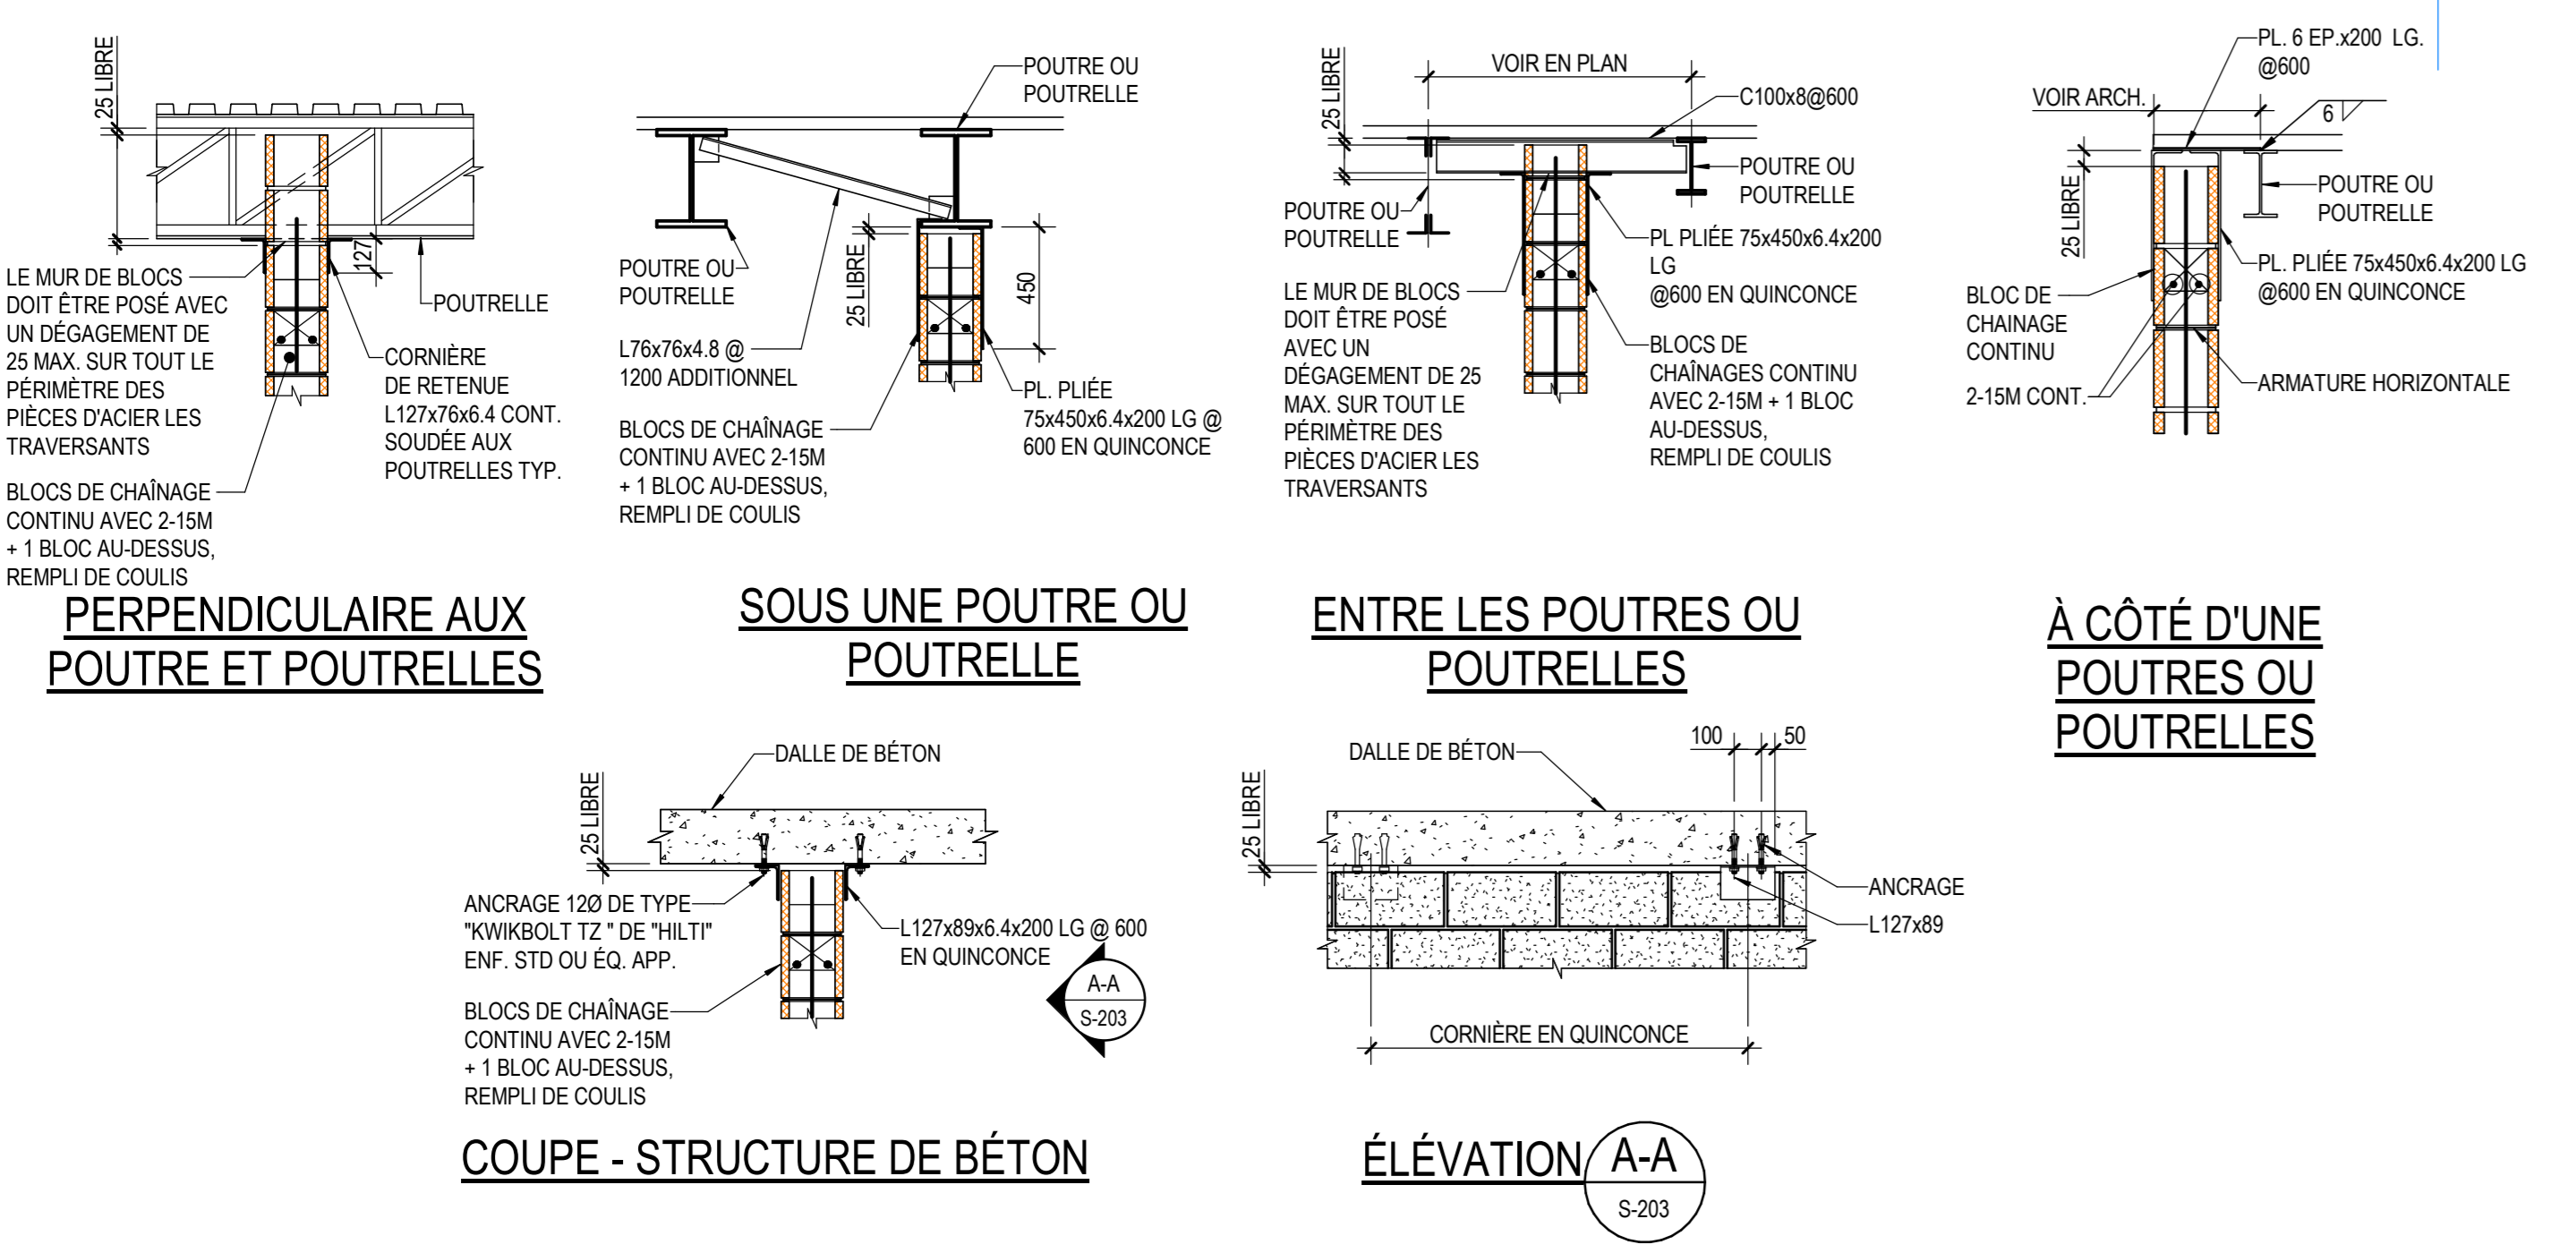 25 LIBRE
127
LE MUR DE BLOCS
DOIT ÊTRE POSÉ AVEC
UN DÉGAGEMENT DE
25 MAX. SUR TOUT LE
PÉRIMÈTRE DES
PIÈCES D'ACIER LES
TRAVERSANTS
BLOCS DE CHAÎNAGE
CONTINU AVEC 2-15M
+ 1 BLOC AU-DESSUS,
REMPLI DE COULIS
POUTRELLE
CORNIÈRE
DE RETENUE
L127x76x6.4 CONT.
SOUDÉE AUX
POUTRELLES TYP.
PERPENDICULAIRE AUX
POUTRE ET POUTRELLES
POUTRE OU
POUTRELLE
POUTRE OU
POUTRELLE
25 LIBRE
450
L76x76x4.8 @
1200 ADDITIONNEL
BLOCS DE CHAÎNAGE
CONTINU AVEC 2-15M
+ 1 BLOC AU-DESSUS,
REMPLI DE COULIS
PL. PLIÉE
75x450x6.4x200 LG @
600 EN QUINCONCE
SOUS UNE POUTRE OU
POUTRELLE
25 LIBRE
VOIR EN PLAN
C100x8@600
POUTRE OU
POUTRELLE
POUTRE OU
POUTRELLE
LE MUR DE BLOCS
DOIT ÊTRE POSÉ
AVEC UN
DÉGAGEMENT DE 25
MAX. SUR TOUT LE
PÉRIMÈTRE DES
PIÈCES D'ACIER LES
TRAVERSANTS
PL PLIÉE 75x450x6.4x200
LG
@600 EN QUINCONCE
BLOCS DE
CHAÎNAGES CONTINU
AVEC 2-15M + 1 BLOC
AU-DESSUS,
REMPLI DE COULIS
ENTRE LES POUTRES OU
POUTRELLES
PL. 6 EP.x200 LG.
@600
VOIR ARCH.
6
25 LIBRE
POUTRE OU
POUTRELLE
PL. PLIÉE 75x450x6.4x200 LG
@600 EN QUINCONCE
BLOC DE
CHAINAGE
CONTINU
2-15M CONT.
ARMATURE HORIZONTALE
À CÔTÉ D'UNE
POUTRES OU
POUTRELLES
DALLE DE BÉTON
25 LIBRE
ANCRAGE 12Ø DE TYPE
"KWIKBOLT TZ " DE "HILTI"
ENF. STD OU ÉQ. APP.
BLOCS DE CHAÎNAGE
CONTINU AVEC 2-15M
+ 1 BLOC AU-DESSUS,
REMPLI DE COULIS
L127x89x6.4x200 LG @ 600
EN QUINCONCE
A-A
S-203
COUPE - STRUCTURE DE BÉTON
DALLE DE BÉTON
100
50
25 LIBRE
ANCRAGE
L127x89
CORNIÈRE EN QUINCONCE
ÉLÉVATION
A-A
S-203